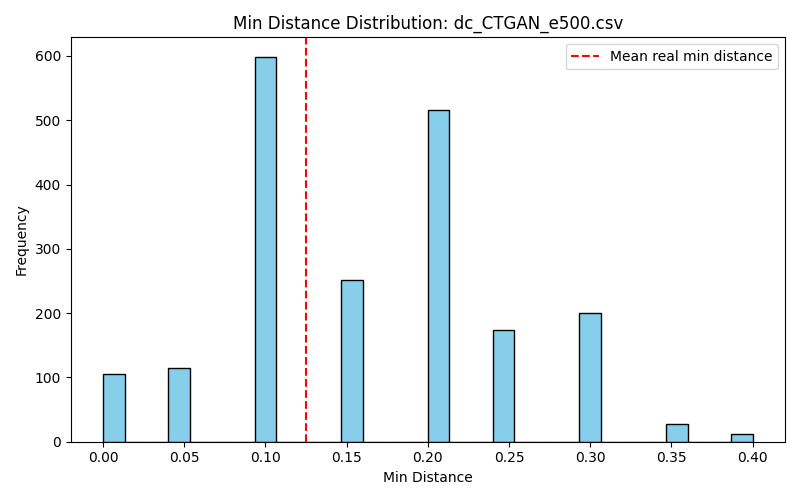 Min Distance Distribution: dc_CTGAN_e500.csv
Mean real min distance
Frequency
600
500
400
300
200
100
0
0.00 0.05 0.10 0.15 0.20 0.25 0.30 0.35 0.40
Min Distance